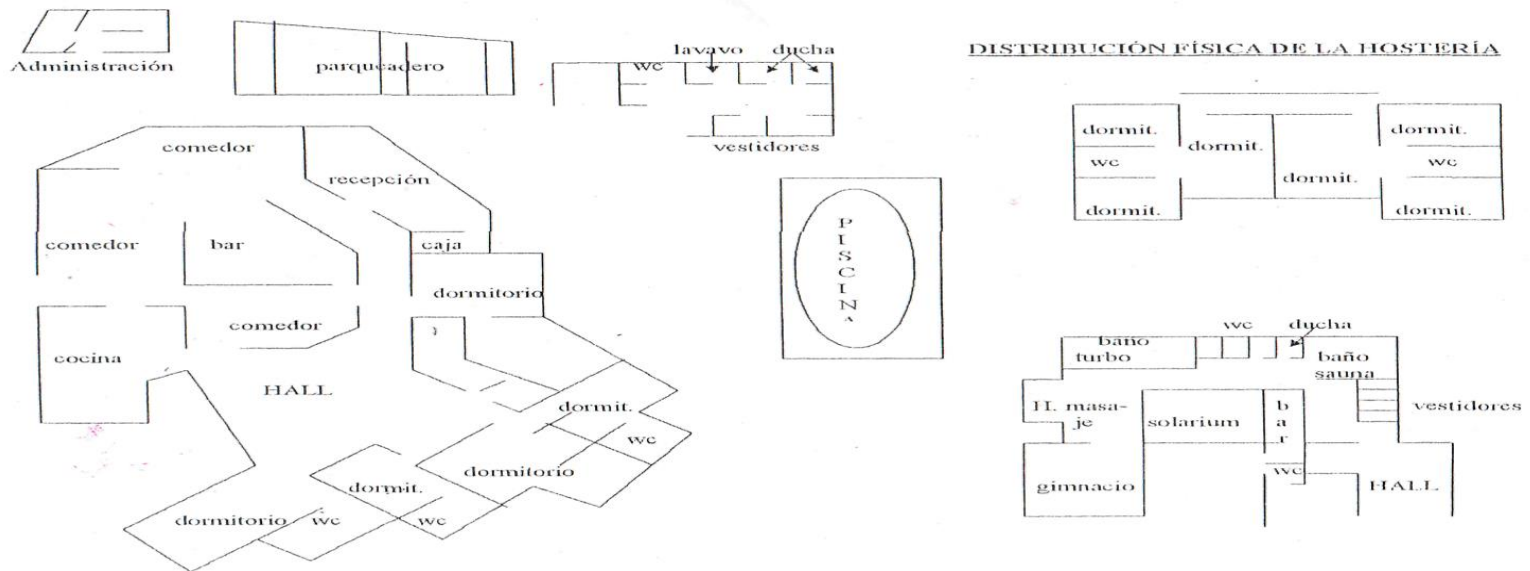 DISTRIBUCIÓN FÍSICA DE LA HOSTERÍA
Administración
parqueadero
wc
lavavo
ducha
vestidores
comedor
recepción
comedor
bar
caja
dormitorio
comedor
cocina
HALL
dormit.
wc
dormitorio
dormit.
wc
dormitorio
wc
PISCINA
dormit.
wc
dormit.
dormit.
dormit.
dormit.
wc
dormit.
wc
ducha
baño
turbo
baño
sauna
H. masa-
je
solarium
bar
vestidores
wc
gimnacio
HALL